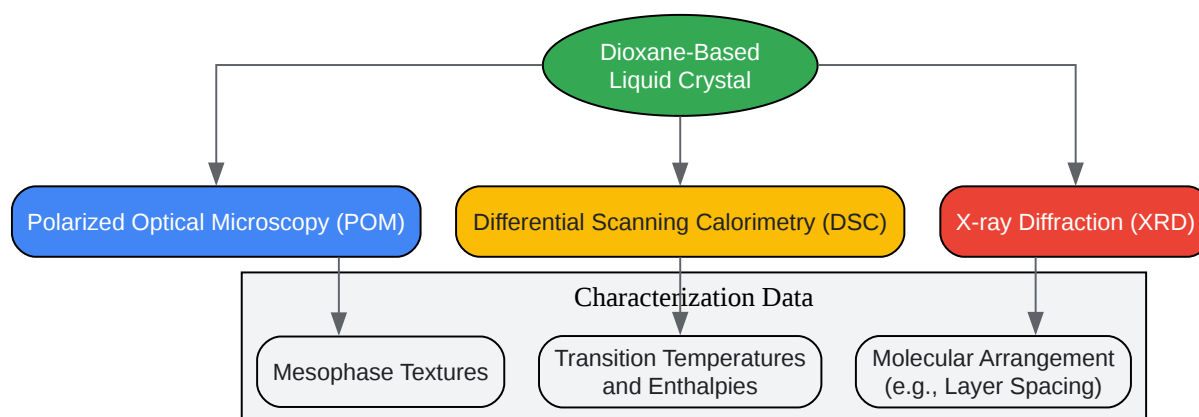 Dioxane-Based
Liquid Crystal
Polarized Optical Microscopy (POM)
Differential Scanning Calorimetry (DSC)
X-ray Diffraction (XRD)
Characterization Data
Mesophase Textures
Transition Temperatures
and Enthalpies
Molecular Arrangement
(e.g., Layer Spacing)